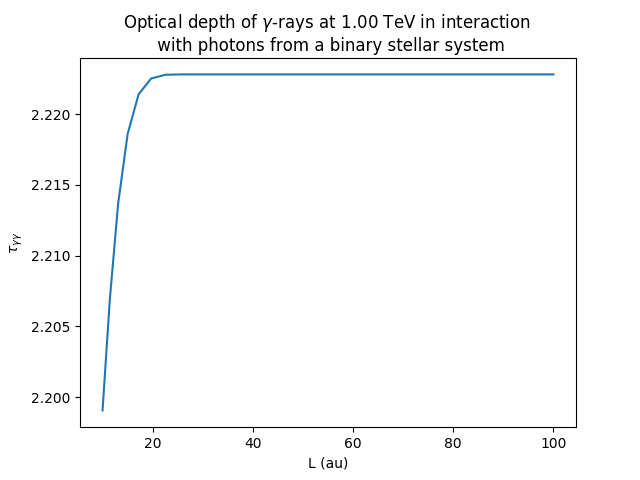 Optical depth of γ-rays at 1.00 TeV in interaction
with photons from a binary stellar system
2.220
2.215
2.210
2.205
2.200
τγγ
20 40 60 80 100
L (au)